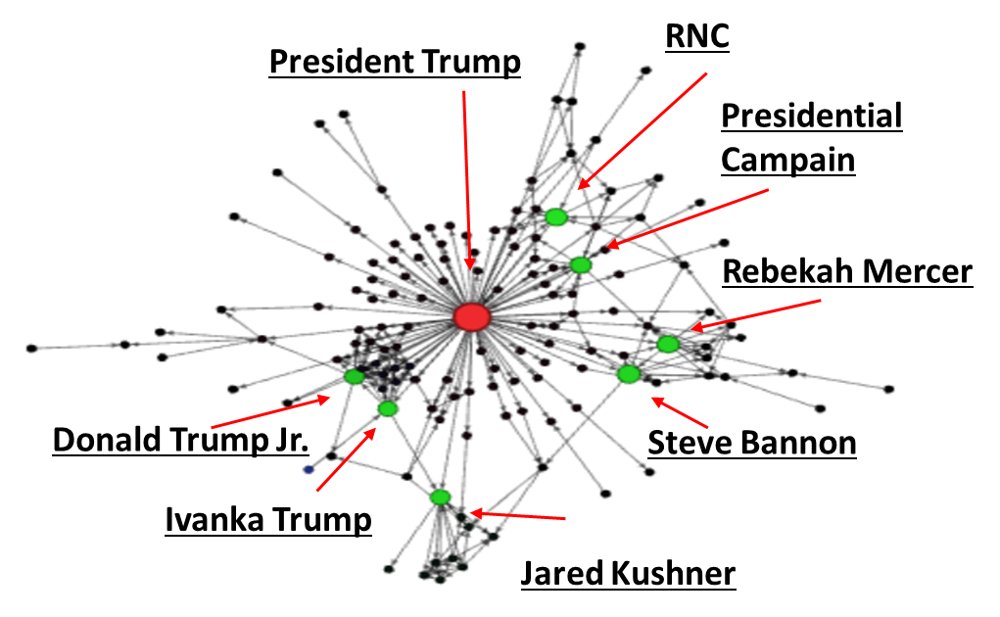 RNC
President Trump
Presidential
Campain
Rebekah Mercer
Donald Trump Jr.
Steve Bannon
Ivanka Trump
Jared Kushner